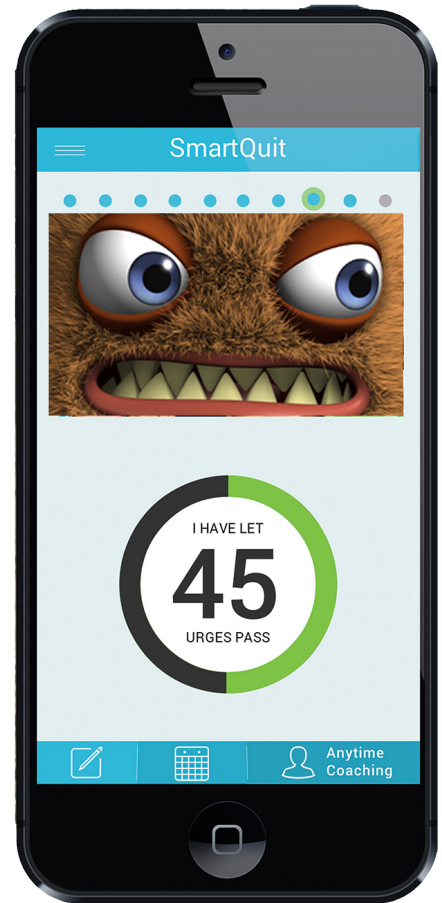 SmartQuit
I HAVE LET
45
URGES PASS
Anytime
Coaching